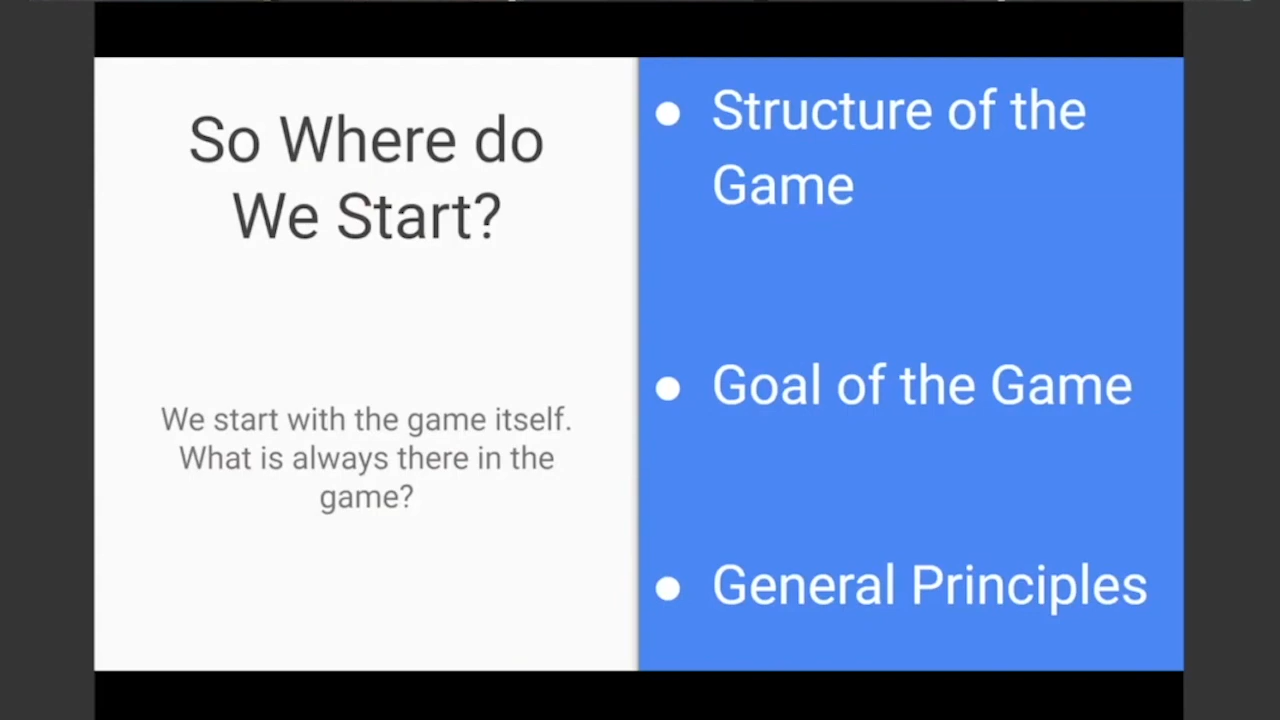 So Where do
We Start?
We start with the game itself.
What is always there in the
game?
● Structure of the
Game
● Goal of the Game
● General Principles